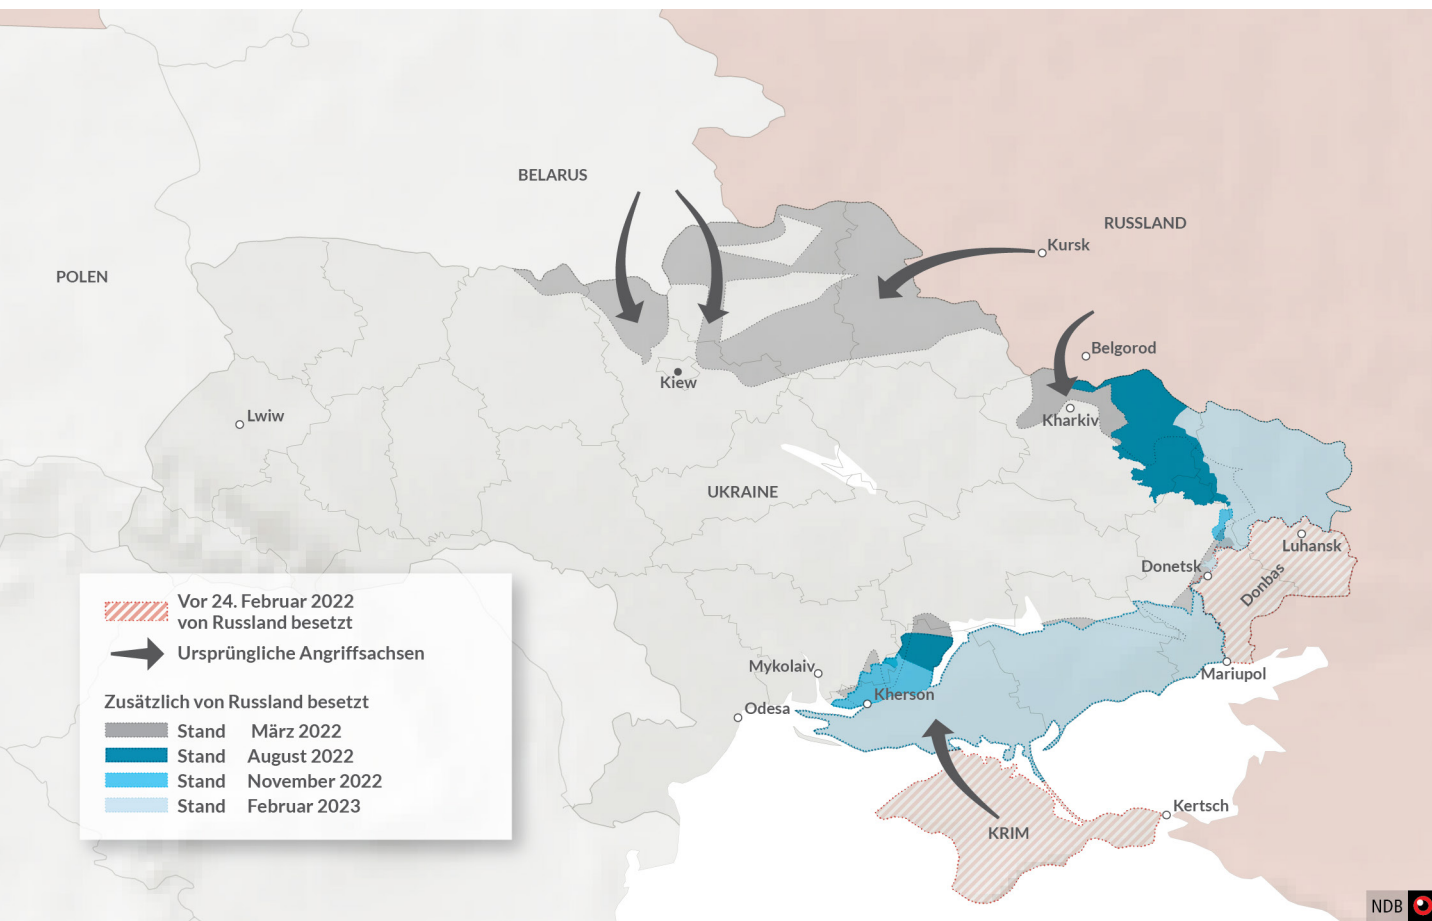 BELARUS
RUSSLAND
Kursk
POLEN
Belgorod
Kiew
Lwiw
Kharkiv
UKRAINE
Luhansk
Donetsk
Donbas
Vor 24. Februar 2022
von Russland besetzt
Ursprüngliche Angriffsachsen
Mykolaiv
Mariupol
Kherson
Odesa
Zusätzlich von Russland besetzt
Stand März 2022
Stand August 2022
Stand November 2022
Stand Februar 2023
Kertsch
KRIM
NDB